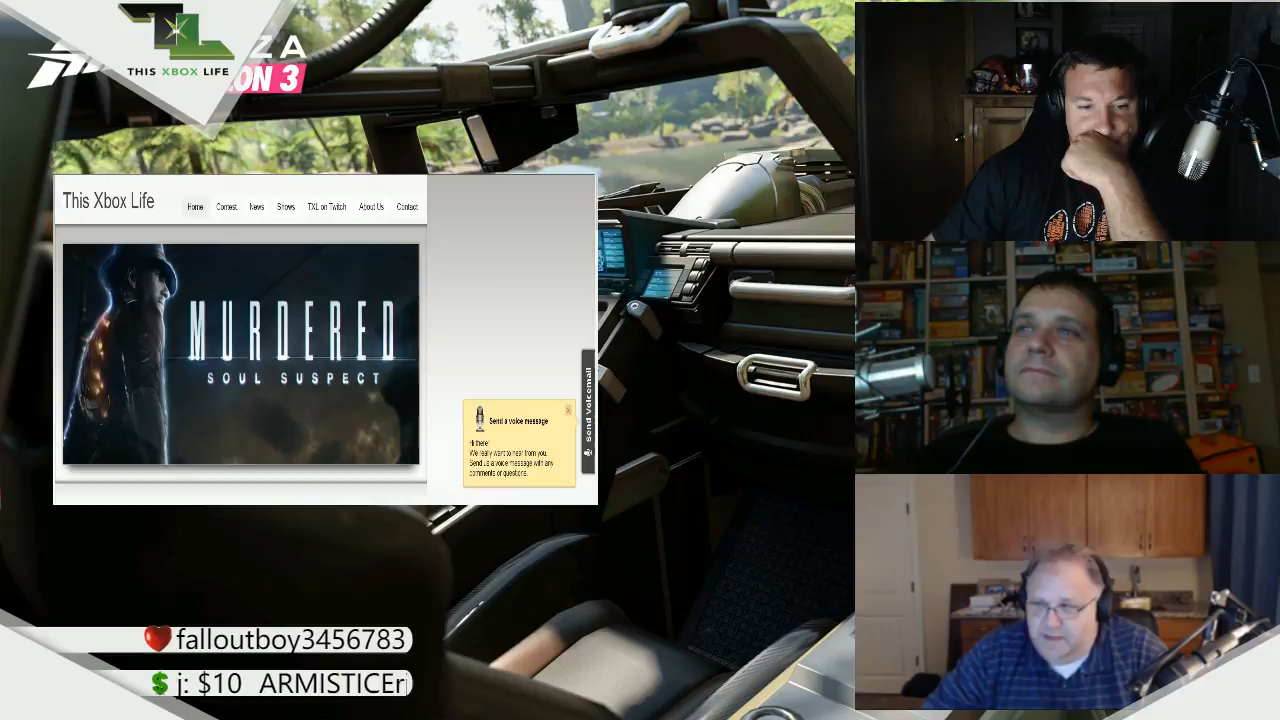 THIS XBOX LIFE
ZA
ZON 3
This Xbox Life
Home Contest News Shows TXL on Twitch About Us Contact
MURDERED
SOUL SUSPECT
Send a voice message
X
Hi there!
We really want to hear from you.
Send us a voice message with any
comments or questions.
Send Voicemail
falloutboy3456783
$ j: $10 ARMISTICEr